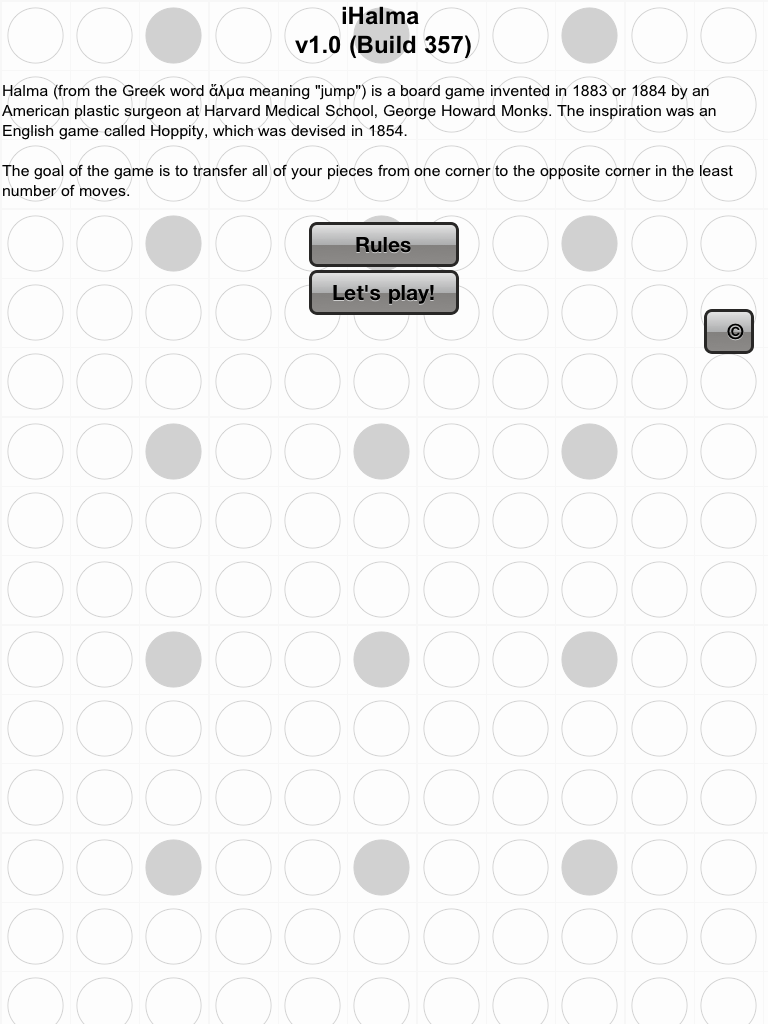 iHalma
v1.0 (Build 357)
Halma (from the Greek word ἅλμα meaning "jump") is a board game invented in 1883 or 1884 by an
American plastic surgeon at Harvard Medical School, George Howard Monks. The inspiration was an
English game called Hoppity, which was devised in 1854.
The goal of the game is to transfer all of your pieces from one corner to the opposite corner in the least
number of moves.
Rules
Let's play!
©